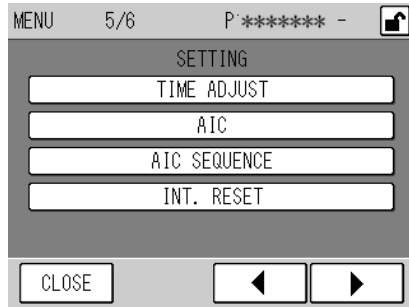 MENU 5/6 P ******* -
SETTING
TIME ADJUST
AIC
AIC SEQUENCE
INT. RESET
CLOSE